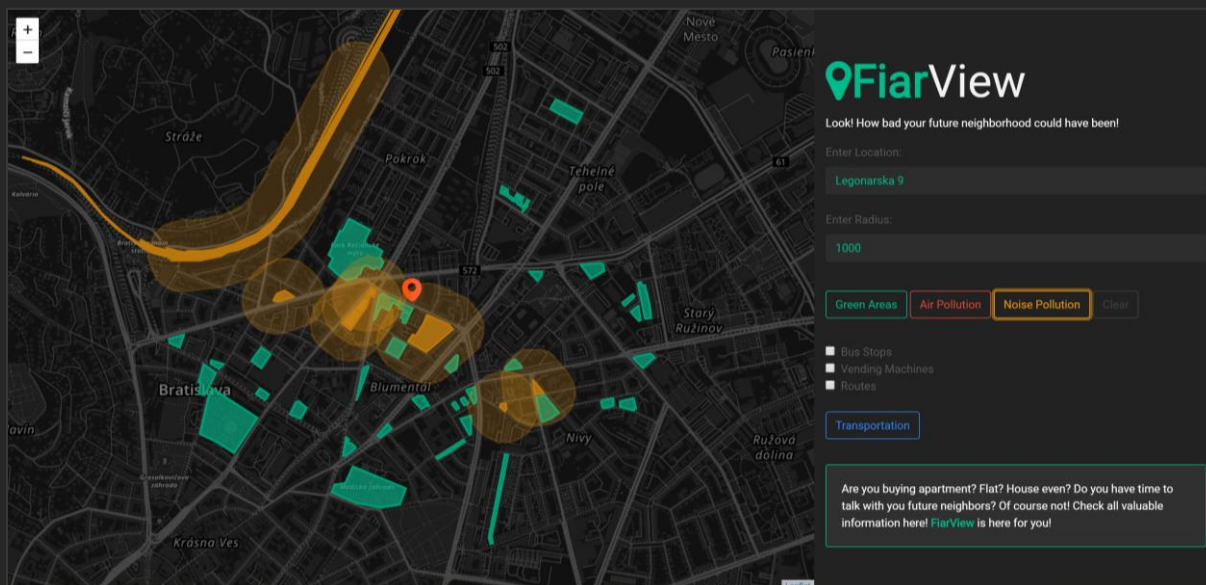 +
−
Nové
Mesto
502
502
Stráže
Pokrok
61
Tehelné
pole
572
Starý
Ružinov
Bratislava
Blumentál
Nivy
Ružová
dolina
Krásna Ves
FiarView
Look! How bad your future neighborhood could have been!
Enter Location:
Legonarska 9
Enter Radius:
1000
Green Areas
Air Pollution
Noise Pollution
Clear
Bus Stops
Vending Machines
Routes
Transportation
Are you buying apartment? Flat? House even? Do you have time to
talk with you future neighbors? Of course not! Check all valuable
information here! FiarView is here for you!